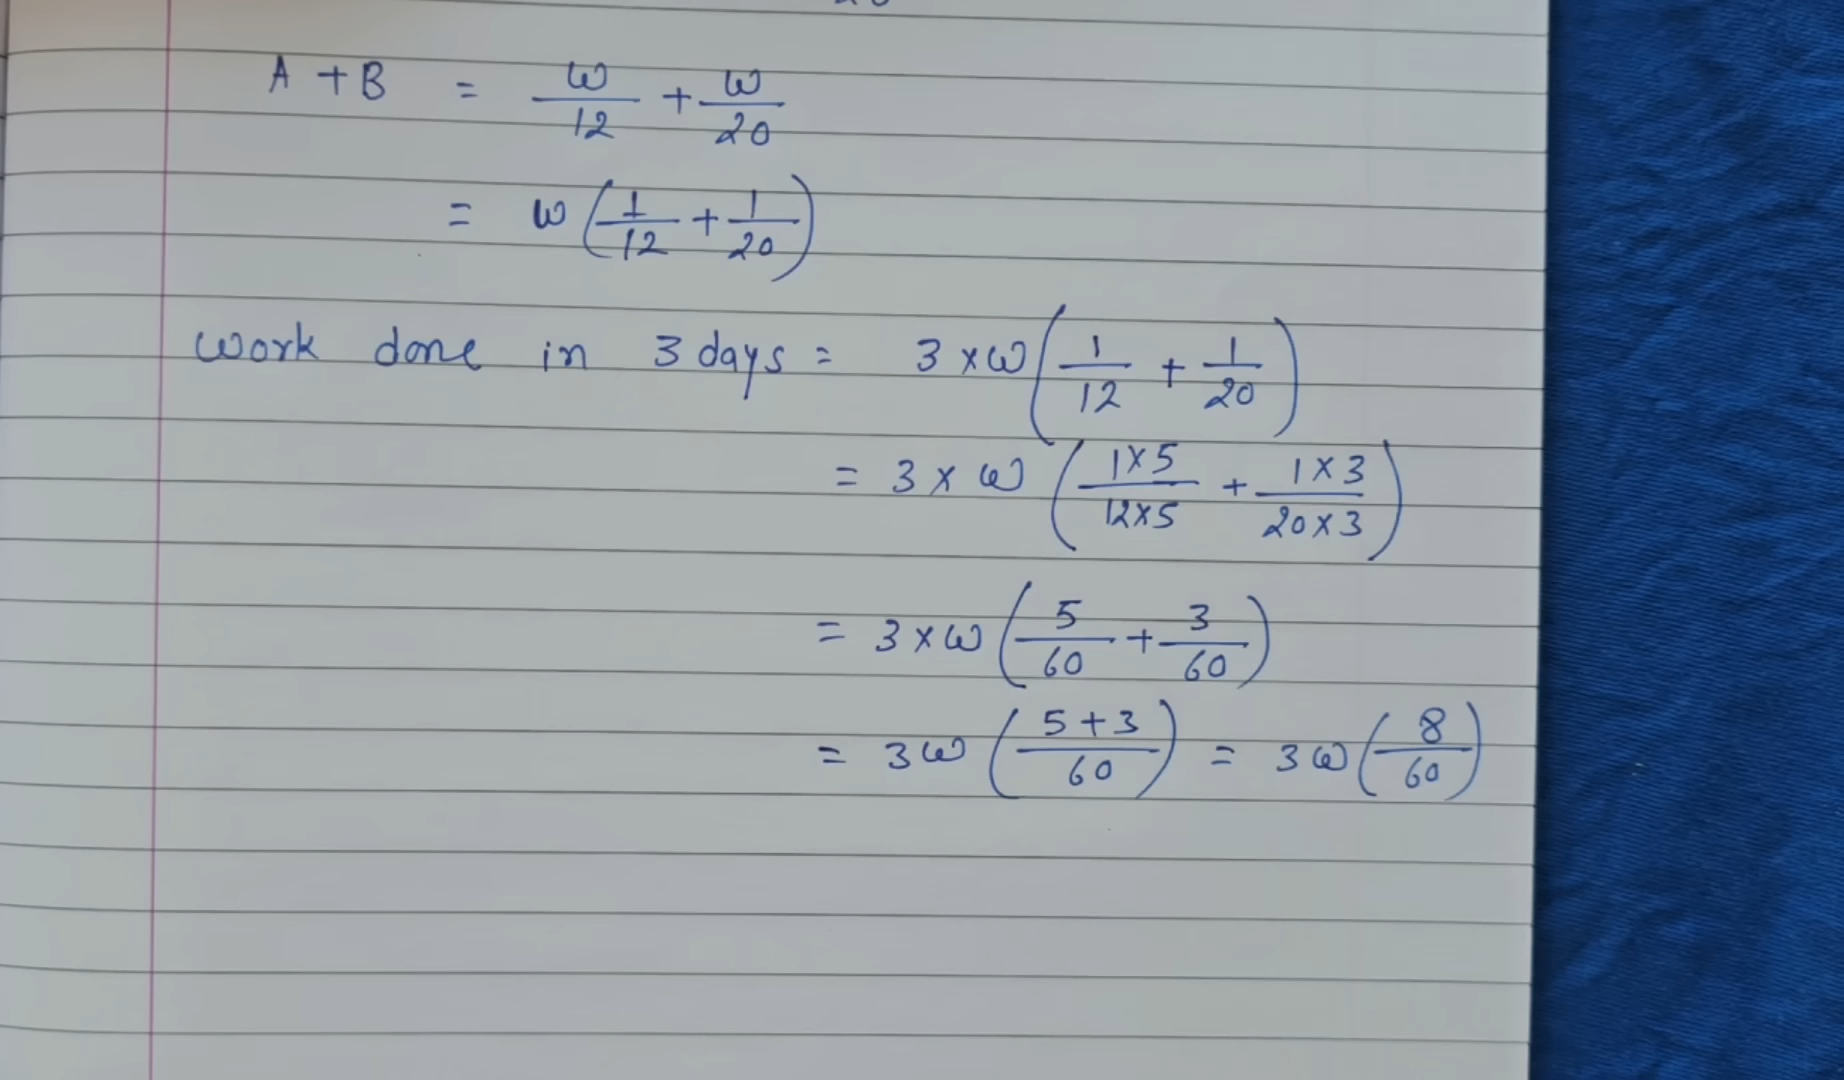 A + B = w/12 + w/20
= w (1/12 + 1/20)
work done in 3 days = 3 × w (1/12 + 1/20)
= 3 × w (1×5/12×5 + 1×3/20×3)
= 3 × w (5/60 + 3/60)
= 3w (5+3/60) = 3w (8/60)